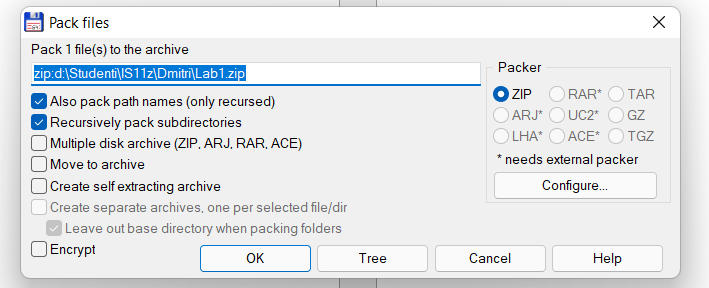 Pack files
Pack 1 file(s) to the archive
zip:d:\Studenti\IS11z\Dmitri\Lab1.zip
Also pack path names (only recursed)
Recursively pack subdirectories
Multiple disk archive (ZIP, ARJ, RAR, ACE)
Move to archive
Create self extracting archive
Create separate archives, one per selected file/dir
Leave out base directory when packing folders
Encrypt
Packer
ZIP RAR* TAR
ARJ* UC2* GZ
LHA* ACE* TGZ
* needs external packer
Configure...
OK Tree Cancel Help